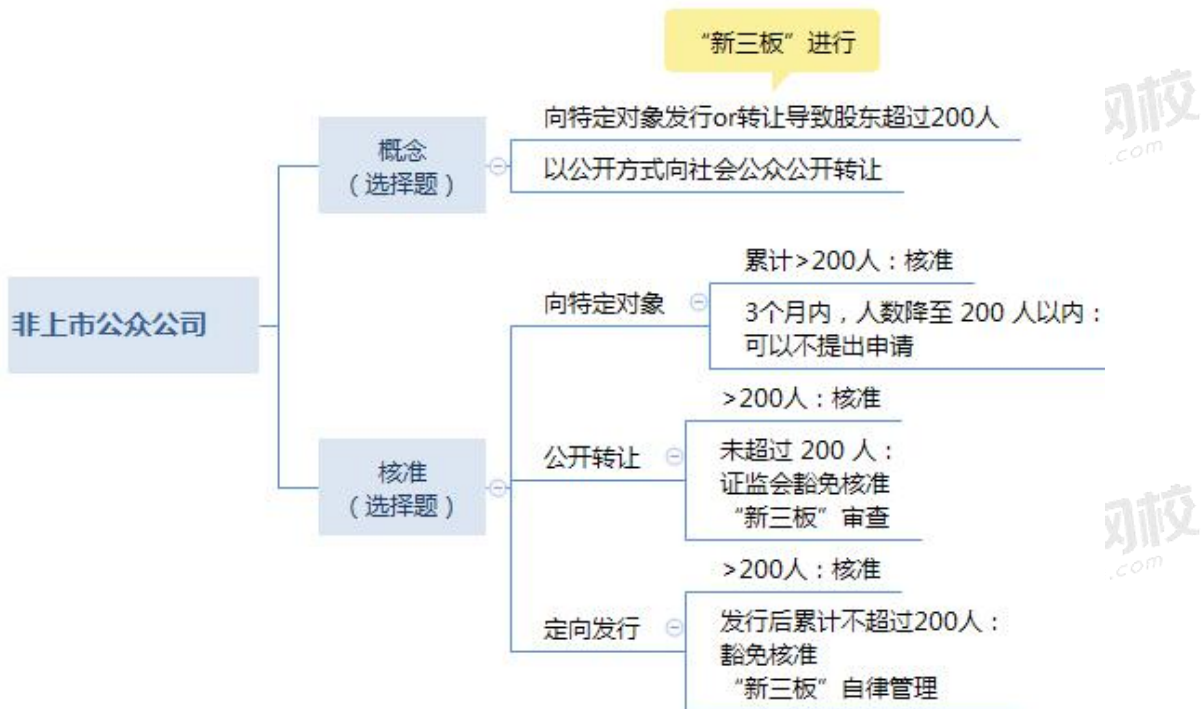 “新三板”进行
向特定对象发行or转让导致股东超过200人
概念
（选择题）
以公开方式向社会公众公开转让
非上市公众公司
累计>200人：核准
向特定对象
3个月内，人数降至 200 人以内：
可以不提出申请
>200人：核准
公开转让
未超过 200 人：
证监会豁免核准
“新三板”审查
核准
（选择题）
>200人：核准
定向发行
发行后累计不超过200人：
豁免核准
“新三板”自律管理
网校
.com
网校
.com